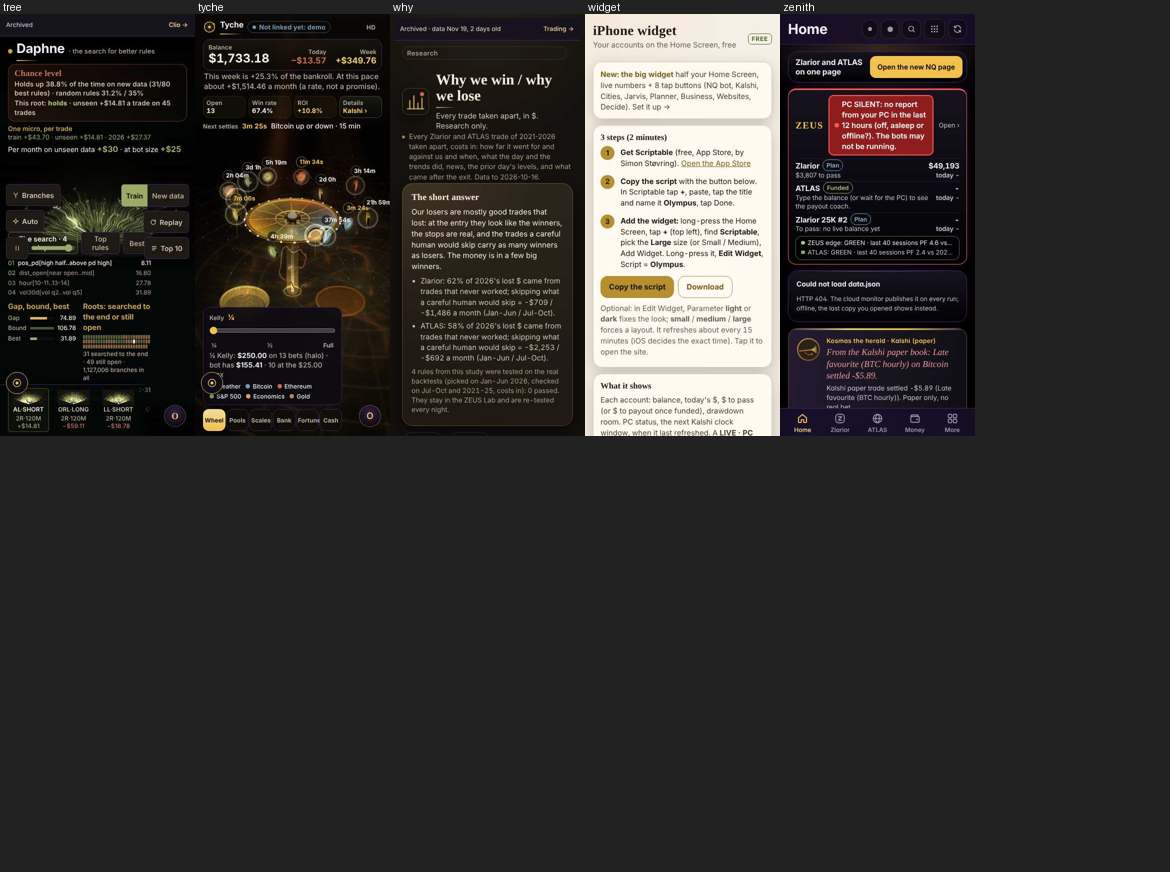 tree
tyche
why
widget
zenith
Archived
Clio →
Daphne · the search for better rules
Chance level
Holds up 38.8% of the time on new data (31/80
best rules) · random rules 31.2% / 35%
This root: holds · unseen +$14.81 a trade on 45
trades
One micro, per trade
train +$43.70 · unseen +$14.81 · 2026 +$27.37
Per month on unseen data +$30 · at bot size +$25
Branches
Train
New data
Auto
Replay
search · 4
Top
rules
Best
Top 10
01 pos_pd[high half..above pd high] 8.11
02 dist_open[near open..mid] 16.80
03 hour[10-11..13-14] 27.78
04 vol30d[vol q2..vol q5] 31.89
Gap, bound, best
Gap 74.89
Bound 106.78
Best 31.89
Roots: searched to
the end or still
open
31 searched to the end
· 49 still open ·
1,127,006 branches in
all
AL·SHORT
2R·120M
+$14.81
ORL·LONG
2R·120M
−$59.11
LL·SHORT
2R·120M
−$18.78
O
Tyche
Not linked yet: demo
HD
Balance
$1,733.18
Today
−$13.57
Week
+$349.76
This week is +25.3% of the bankroll. At this pace
about +$1,514.46 a month (a rate, not a promise).
Open
13
Win rate
67.4%
ROI
+10.8%
Details
Kalshi ›
Next settles 3m 25s Bitcoin up or down · 15 min
5h 19m
11m 34s
3d 1h
3h 14m
2h 04m
2d 0h
7m 06s
21h 59m
3m 24s
37m 54s
4h 29m
Kelly ¼
¼
½
Full
¼ Kelly: $250.00 on 13 bets (halo) ·
bot has $155.41 · 10 at the $25.00
Bitcoin
Ethereum
S&P 500
Economics
Gold
Wheel
Pools
Scales
Bank
Fortune
Cash
O
Archived · data Nov 19, 2 days old
Trading →
Research
Why we win / why
we lose
Every trade taken apart, in $.
Research only.
Every Zlarior and ATLAS trade of 2021-2026
taken apart, costs in: how far it went for and
against us and when, what the day and the
trends did, news, the prior day's levels, and what
came after the exit. Data to 2026-10-16.
The short answer
Our losers are mostly good trades that
lost: at the entry they look like the winners,
the stops are real, and the trades a careful
human would skip carry as many winners
as losers. The money is in a few big
winners.
• Zlarior: 62% of 2026's lost $ came from
trades that never worked; skipping what
a careful human would skip = −$709 /
−$1,486 a month (Jan-Jun / Jul-Oct).
• ATLAS: 58% of 2026's lost $ came from
trades that never worked; skipping what
a careful human would skip = −$2,253 /
−$692 a month (Jan-Jun / Jul-Oct).
4 rules from this study were tested on the real
backtests (picked on Jan-Jun 2026, checked
on Jul-Oct and 2021-25, costs in): 0 passed.
They stay in the ZEUS Lab and are re-tested
every night.
iPhone widget
Your accounts on the Home Screen, free
FREE
New: the big widget half your Home Screen,
live numbers + 8 tap buttons (NQ bot, Kalshi,
Cities, Jarvis, Planner, Business, Websites,
Decide). Set it up →
3 steps (2 minutes)
1 Get Scriptable (free, App Store, by
Simon Støvring). Open the App Store
2 Copy the script with the button below.
In Scriptable tap +, paste, tap the title
and name it Olympus, tap Done.
3 Add the widget: long-press the Home
Screen, tap + (top left), find Scriptable,
pick the Large size (or Small / Medium),
Add Widget. Long-press it, Edit Widget,
Script = Olympus.
Copy the script
Download
Optional: in Edit Widget, Parameter light or
dark fixes the look; small / medium / large
forces a layout. It refreshes about every 15
minutes (iOS decides the exact time). Tap it to
open the site.
What it shows
Each account: balance, today's $, $ to pass
(or $ to payout once funded), drawdown
room. PC status, the next Kalshi clock
window, when it last refreshed. A LIVE · PC
Home
Zlarior and ATLAS
on one page
Open the new NQ page
ZEUS
PC SILENT: no report
from your PC in the last
12 hours (off, asleep or
offline?). The bots may
not be running.
Open ›
Zlarior Plan $49,193
$3,807 to pass today -
ATLAS Funded -
Type the balance (or wait for the PC) to see today -
the payout coach.
Zlarior 25K #2 Plan -
To pass: no live balance yet today -
ZEUS edge: GREEN · last 40 sessions PF 4.6 vs...
ATLAS: GREEN · last 40 sessions PF 2.4 vs 202...
Could not load data.json
HTTP 404. The cloud monitor publishes it on every run;
offline, the last copy you opened shows instead.
Kosmos the herald · Kalshi (paper)
From the Kalshi paper book: Late
favourite (BTC hourly) on Bitcoin
settled -$5.89.
Kalshi paper trade settled -$5.89 (Late
favourite (BTC hourly)). Paper only, no
real bet.
Home
Zlarior
ATLAS
Money
More